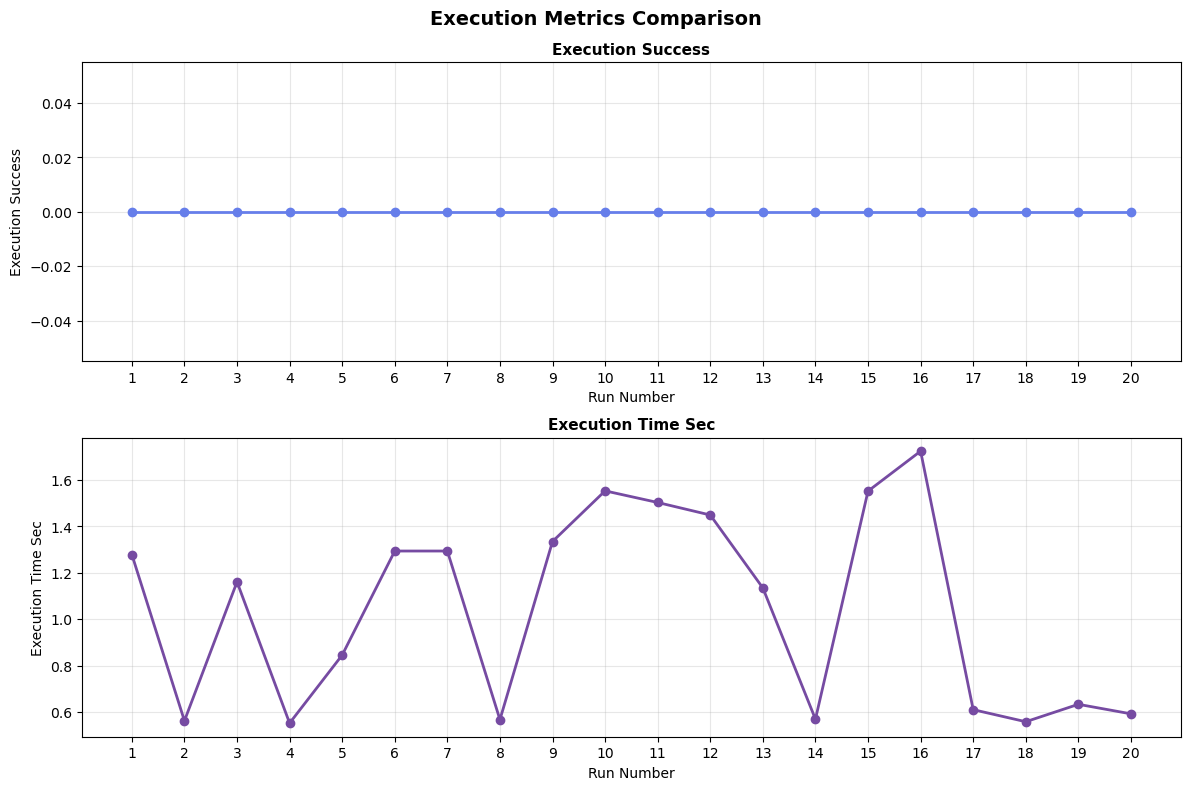 Execution Metrics Comparison
Execution Success
Execution Success
0.04
0.02
0.00
−0.02
−0.04
1 2 3 4 5 6 7 8 9 10 11 12 13 14 15 16 17 18 19 20
Run Number
Execution Time Sec
Execution Time Sec
1.6
1.4
1.2
1.0
0.8
0.6
1 2 3 4 5 6 7 8 9 10 11 12 13 14 15 16 17 18 19 20
Run Number